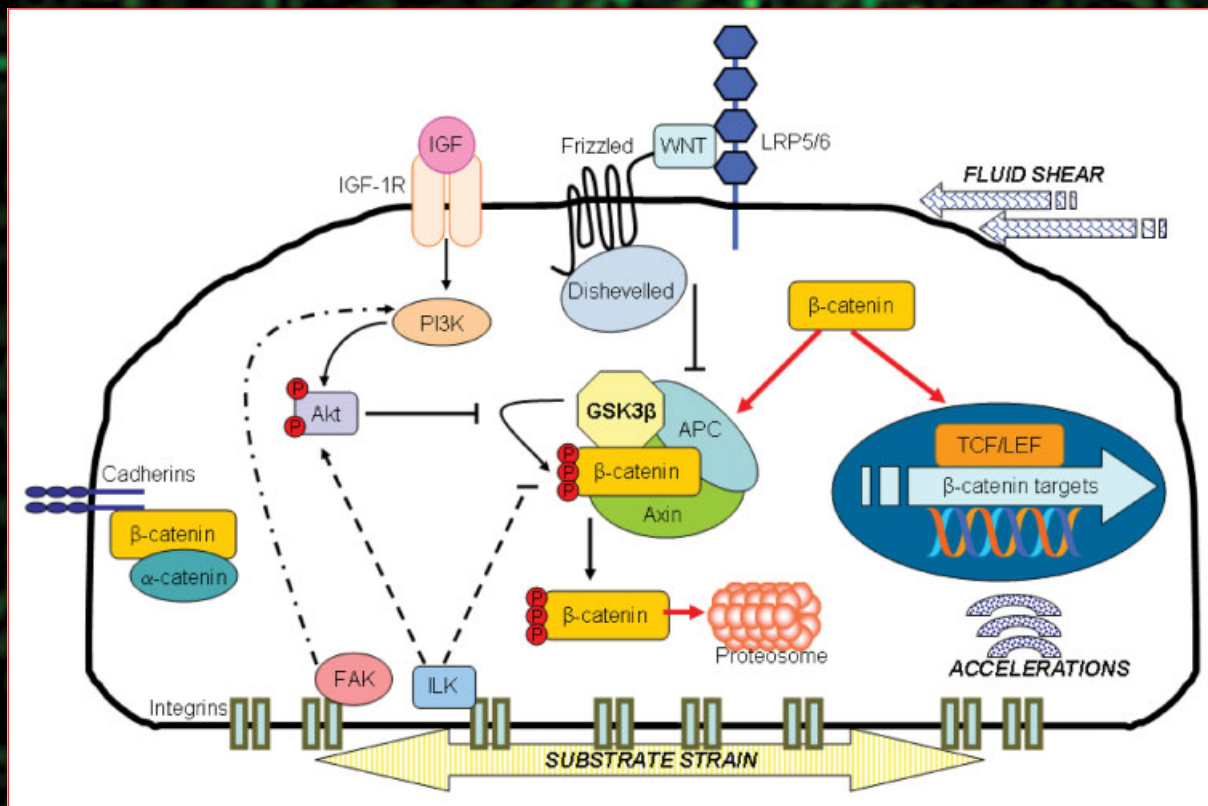 IGF
IGF-1R
Frizzled
WNT
LRP5/6
FLUID SHEAR
Dishevelled
PI3K
β-catenin
P
P
Akt
GSK3β
APC
P
P
P
β-catenin
Axin
TCF/LEF
β-catenin targets
Cadherins
β-catenin
α-catenin
P
P
P
β-catenin
Proteosome
ACCELERATIONS
FAK
ILK
Integrins
SUBSTRATE STRAIN